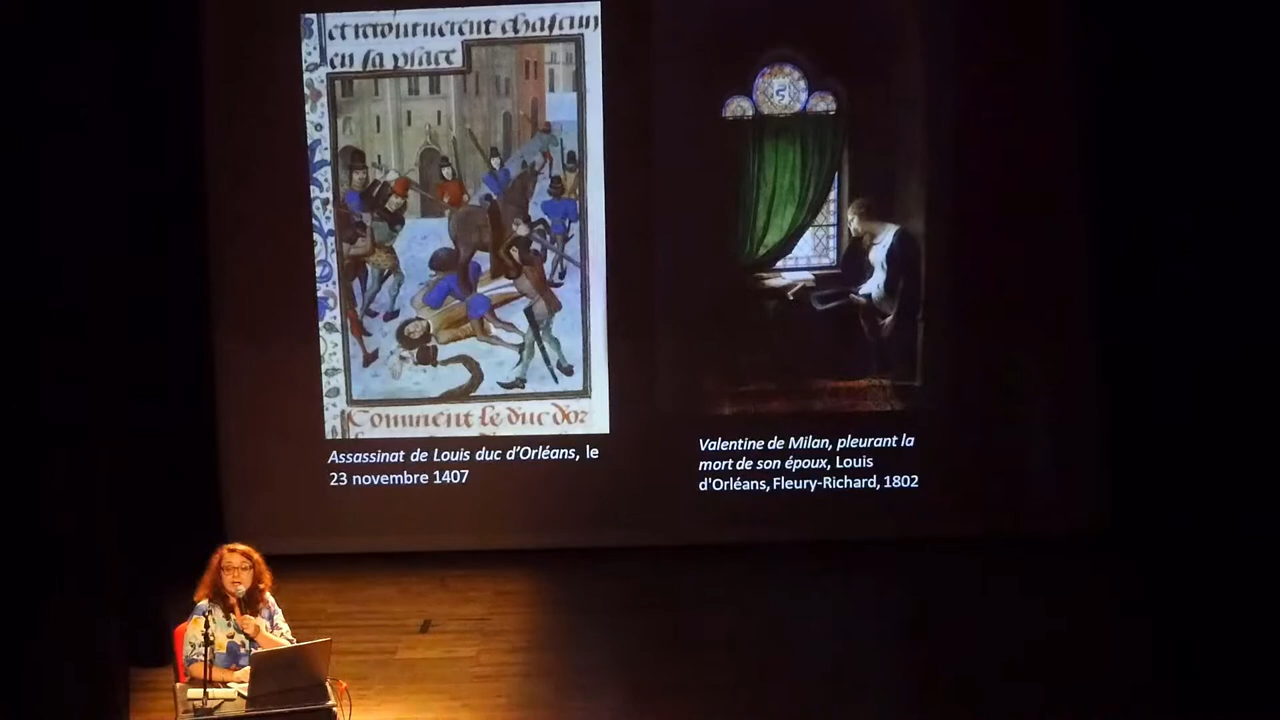 et retournerent chascun
en sa place
Comment le duc d'or
Assassinat de Louis duc d'Orléans, le
23 novembre 1407
Valentine de Milan, pleurant la
mort de son époux, Louis
d'Orléans, Fleury-Richard, 1802